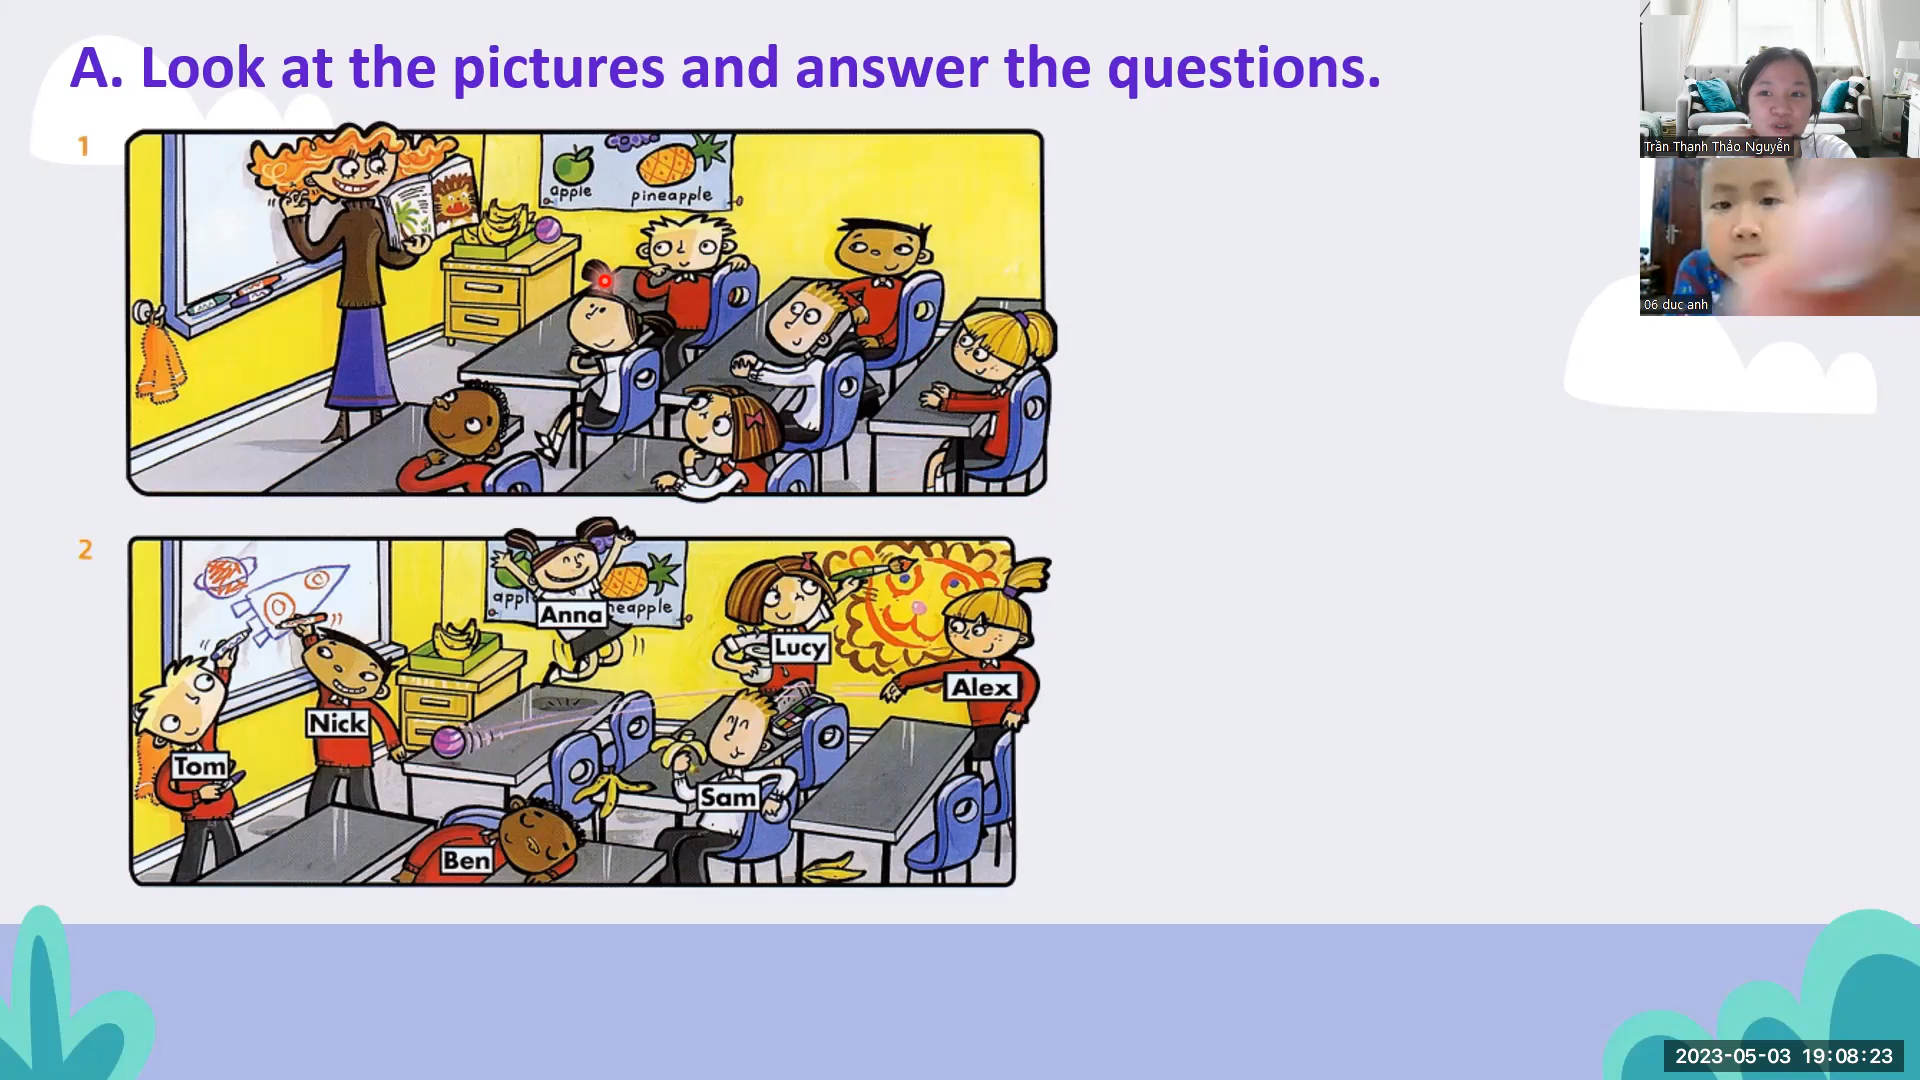 A. Look at the pictures and answer the questions.
1
apple
pineapple
2
appl
neapple
Anna
Lucy
Alex
Nick
Tom
Sam
Ben
Trần Thanh Thảo Nguyễn
06 duc anh
2023-05-03 19:08:23